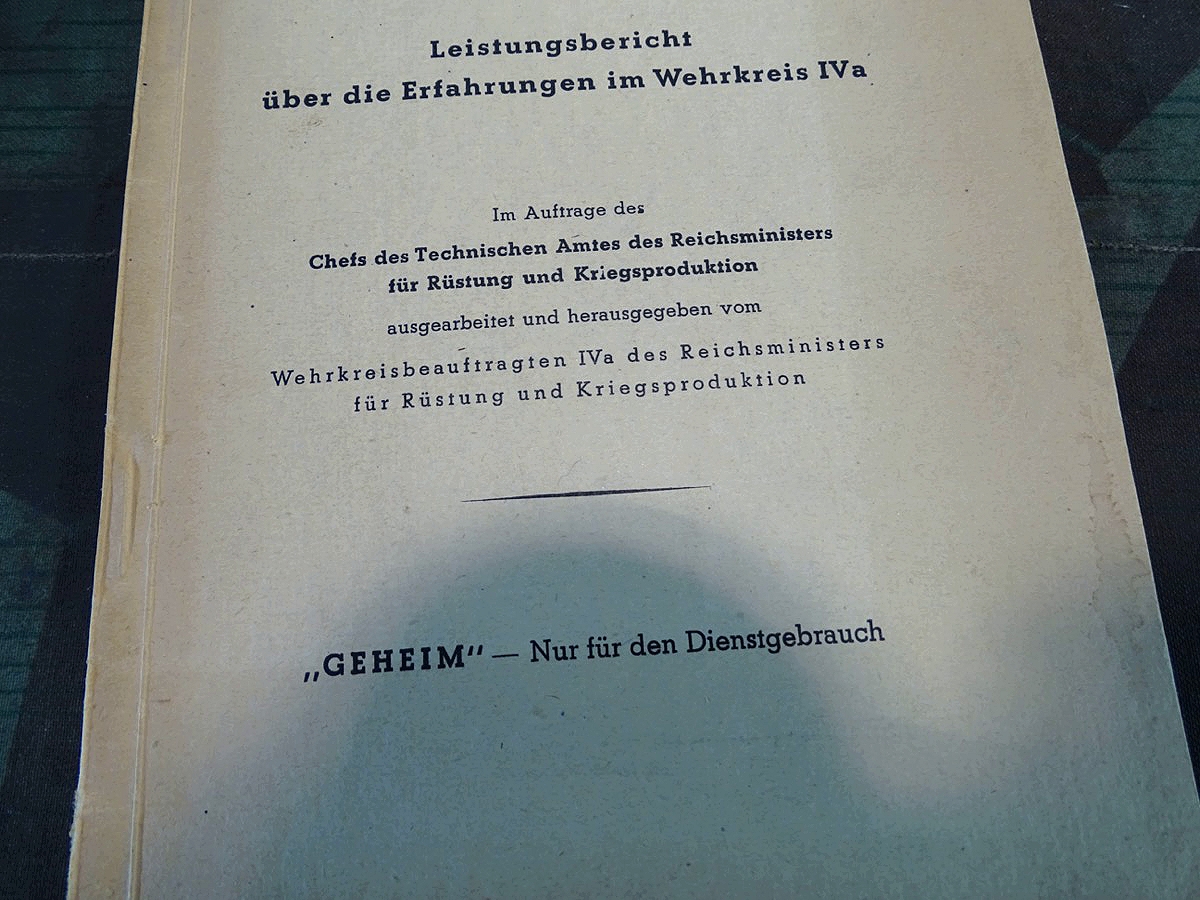 Leistungsbericht
über die Erfahrungen im Wehrkreis IVa
Im Auftrage des
Chefs des Technischen Amtes des Reichsministers
für Rüstung und Kriegsproduktion
ausgearbeitet und herausgegeben vom
Wehrkreisbeauftragten IVa des Reichsministers
für Rüstung und Kriegsproduktion
„GEHEIM" — Nur für den Dienstgebrauch